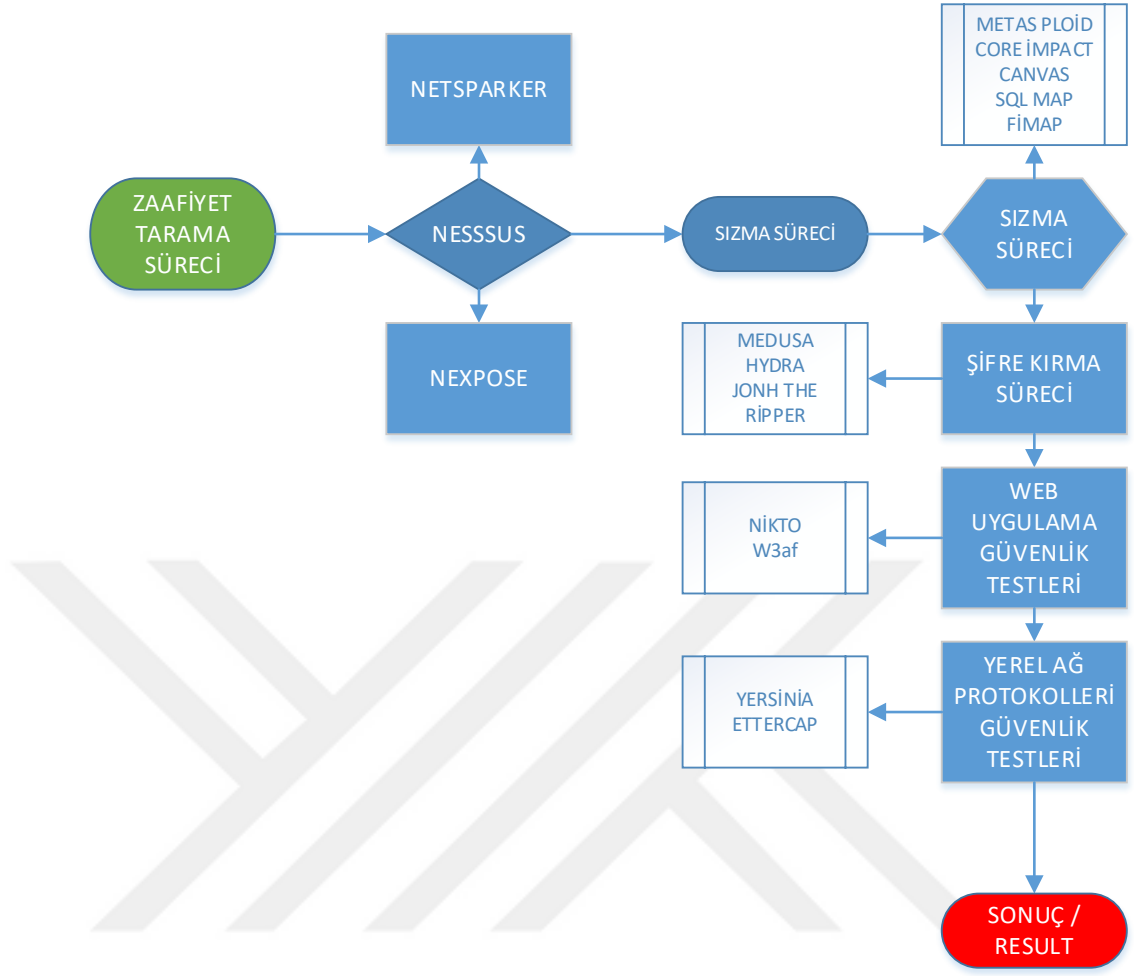 METAS PLOİD
CORE İMPACT
CANVAS
SQL MAP
FİMAP
NETSPARKER
ZAAFİYET
TARAMA
SÜRECİ
NESSSUS
SIZMA SÜRECİ
SIZMA
SÜRECİ
NEXPOSE
MEDUSA
HYDRA
JONH THE
RİPPER
ŞİFRE KIRMA
SÜRECİ
NİKTO
W3af
WEB
UYGULAMA
GÜVENLİK
TESTLERİ
YERSİNİA
ETTERCAP
YEREL AĞ
PROTOKOLLERİ
GÜVENLİK
TESTLERİ
SONUÇ /
RESULT